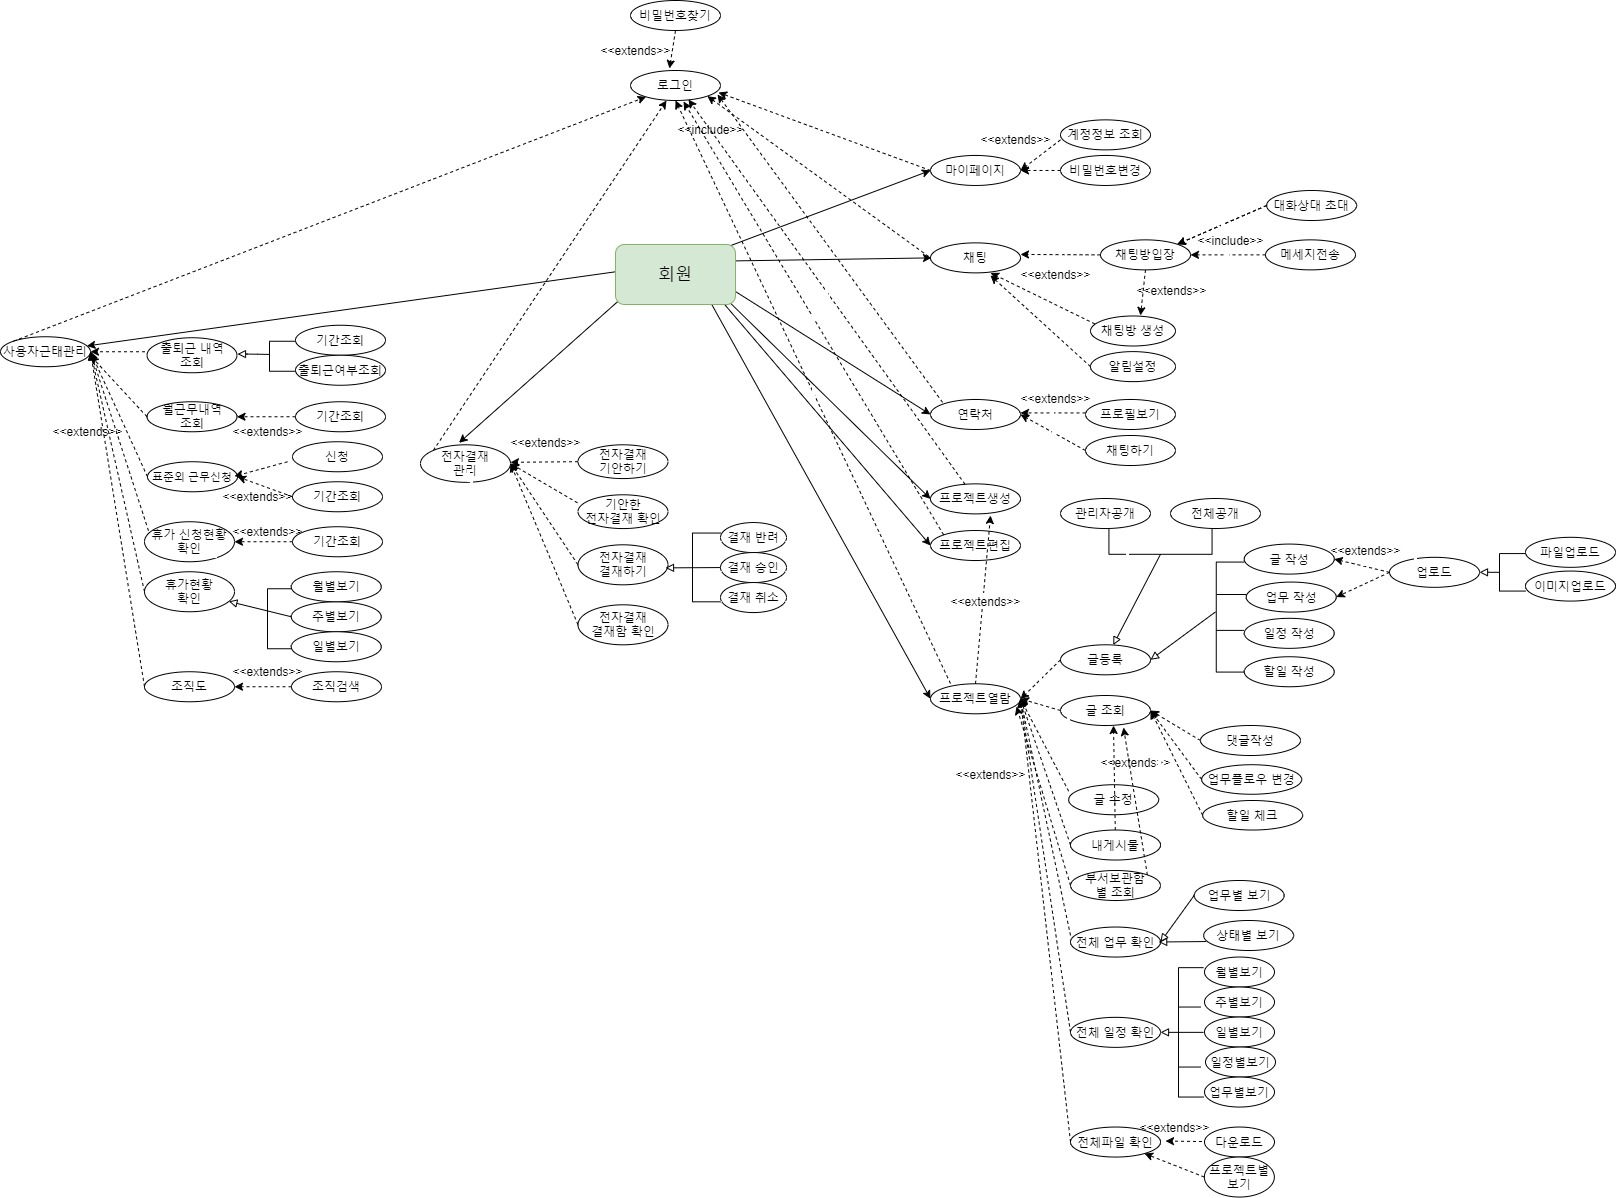 비밀번호찾기
<<extends>>
로그인
<<include>>
계정정보 조회
<<extends>>
마이페이지
비밀번호변경
대화상대 초대
<<include>>
회원
채팅
채팅방입장
메세지전송
<<extends>>
<<extends>>
채팅방 생성
알림설정
사용자근태관리
출퇴근 내역
조회
기간조회
출퇴근여부조회
월근무내역
조회
기간조회
<<extends>>
<<extends>>
표준외 근무신청
신청
기간조회
<<extends>>
휴가 신청현황
확인
<<extends>>
기간조회
휴가현황
확인
월별보기
주별보기
일별보기
조직도
<<extends>>
조직검색
전자결재
관리
<<extends>>
전자결재
기안하기
기안한
전자결재 확인
전자결재
결재하기
결재 반려
결재 승인
결재 취소
전자결재
결재함 확인
연락처
<<extends>>
프로필보기
채팅하기
프로젝트생성
프로젝트편집
<<extends>>
프로젝트열람
관리자공개
전체공개
글등록
글 작성
업무 작성
일정 작성
할일 작성
<<extends>>
업로드
파일업로드
이미지업로드
글 조회
댓글작성
업무플로우 변경
할일 체크
<<extends>>
<<extends>>
글 수정
내게시물
부서보관함
별 조회
전체 업무 확인
업무별 보기
상태별 보기
전체 일정 확인
월별보기
주별보기
일별보기
일정별보기
업무별보기
전체파일 확인
<<extends>>
다운로드
프로젝트별
보기